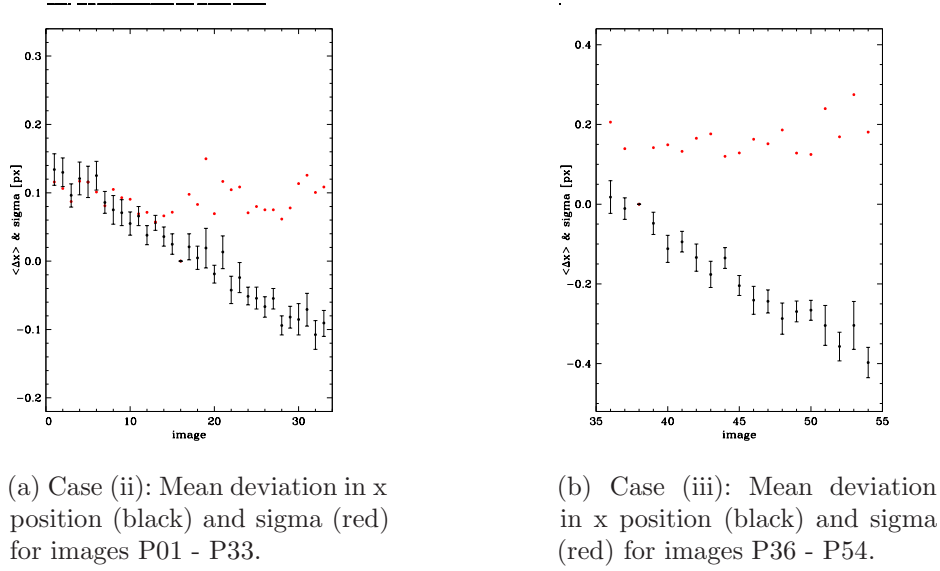 0.3
0.2
0.1
0.0
−0.1
−0.2
<Δx> & sigma [px]
0 10 20 30
image
0.4
0.2
0.0
−0.2
−0.4
<Δx> & sigma [px]
35 40 45 50 55
image
(a) Case (ii): Mean deviation in x
position (black) and sigma (red)
for images P01 - P33.
(b) Case (iii): Mean deviation
in x position (black) and sigma
(red) for images P36 - P54.